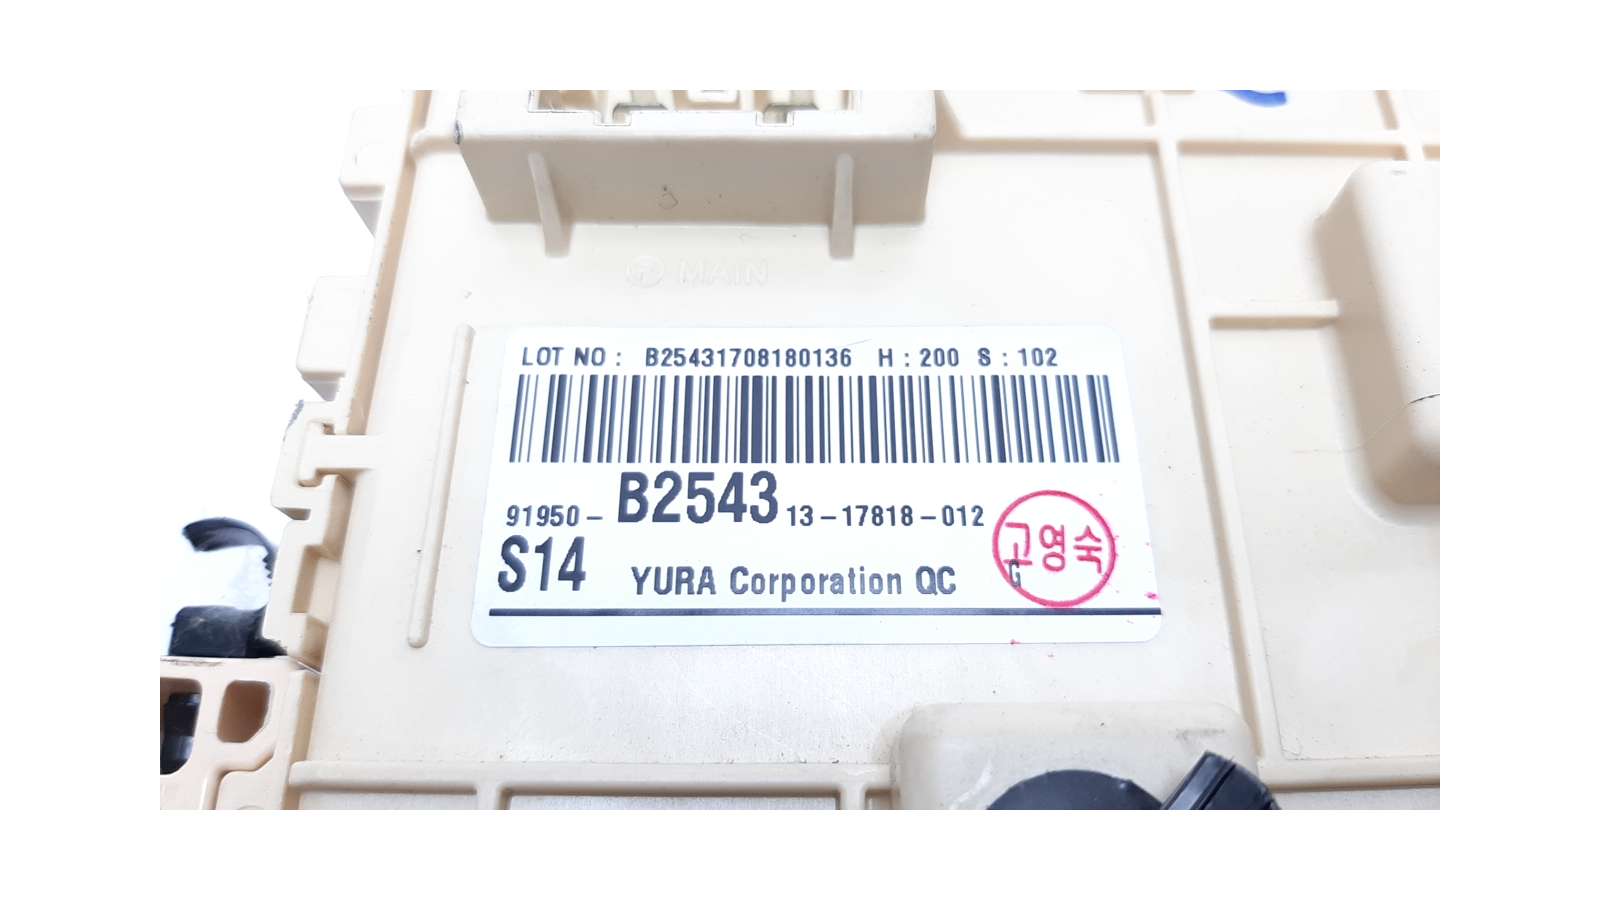 MAIN
LOT NO : B25431708180136 H : 200 S : 102
91950- B2543 13-17818-012
S14 YURA Corporation QC G
고영숙